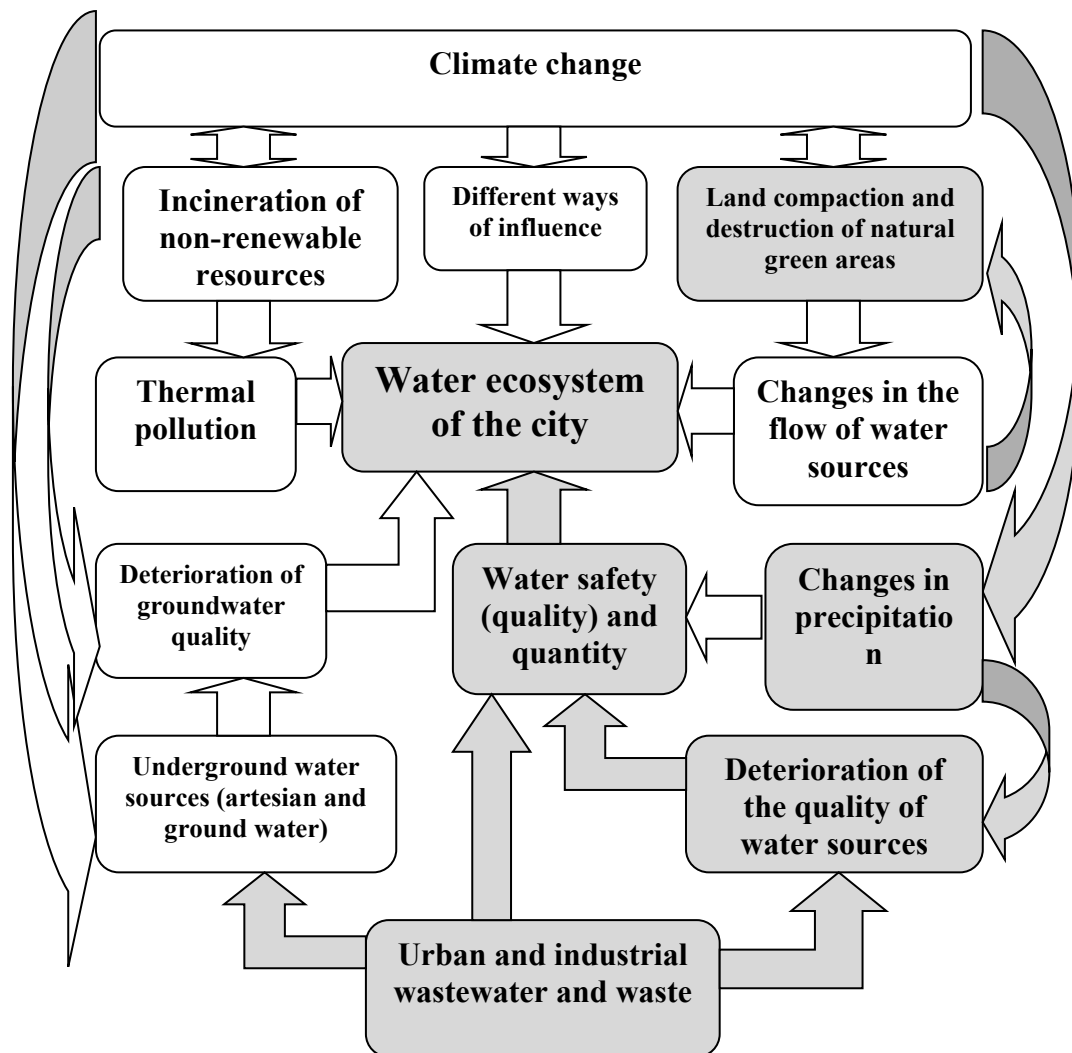 Climate change
Incineration of
non-renewable
resources
Different ways
of influence
Land compaction and
destruction of natural
green areas
Thermal
pollution
Water ecosystem
of the city
Changes in the
flow of water
sources
Deterioration of
groundwater
quality
Water safety
(quality) and
quantity
Changes in
precipitatio
n
Underground water
sources (artesian and
ground water)
Deterioration of
the quality of
water sources
Urban and industrial
wastewater and waste